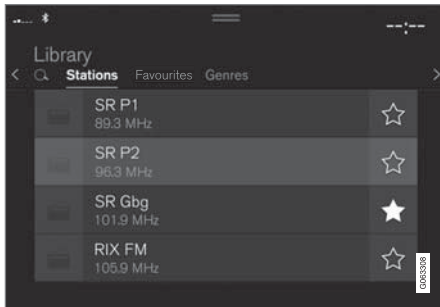 --:--
Library
Stations Favourites Genres
SR P1
89.3 MHz
SR P2
96.3 MHz
SR Gbg
101.9 MHz
RIX FM
105.9 MHz
G063308